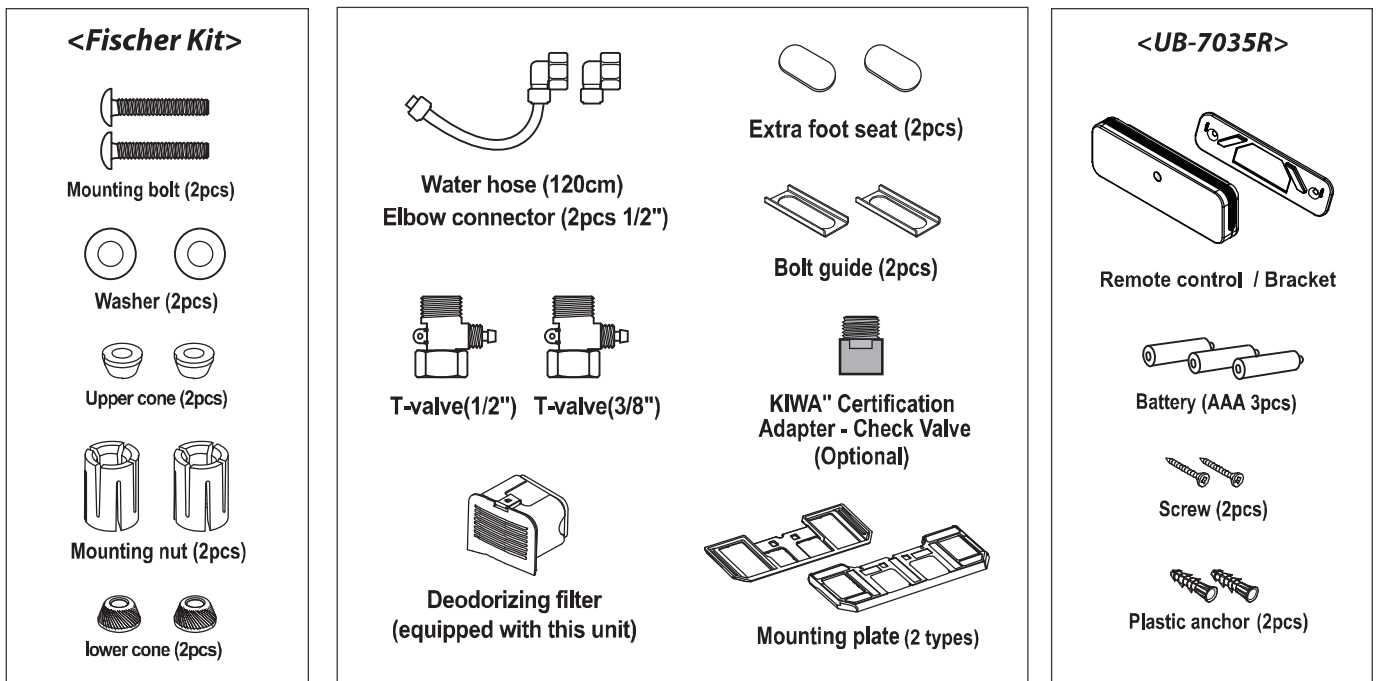 <Fischer Kit>
Mounting bolt (2pcs)
Washer (2pcs)
Upper cone (2pcs)
Mounting nut (2pcs)
lower cone (2pcs)
Water hose (120cm)
Elbow connector (2pcs 1/2")
T-valve(1/2") T-valve(3/8")
Deodorizing filter
(equipped with this unit)
Extra foot seat (2pcs)
Bolt guide (2pcs)
KIWA" Certification
Adapter - Check Valve
(Optional)
Mounting plate (2 types)
<UB-7035R>
Remote control / Bracket
Battery (AAA 3pcs)
Screw (2pcs)
Plastic anchor (2pcs)